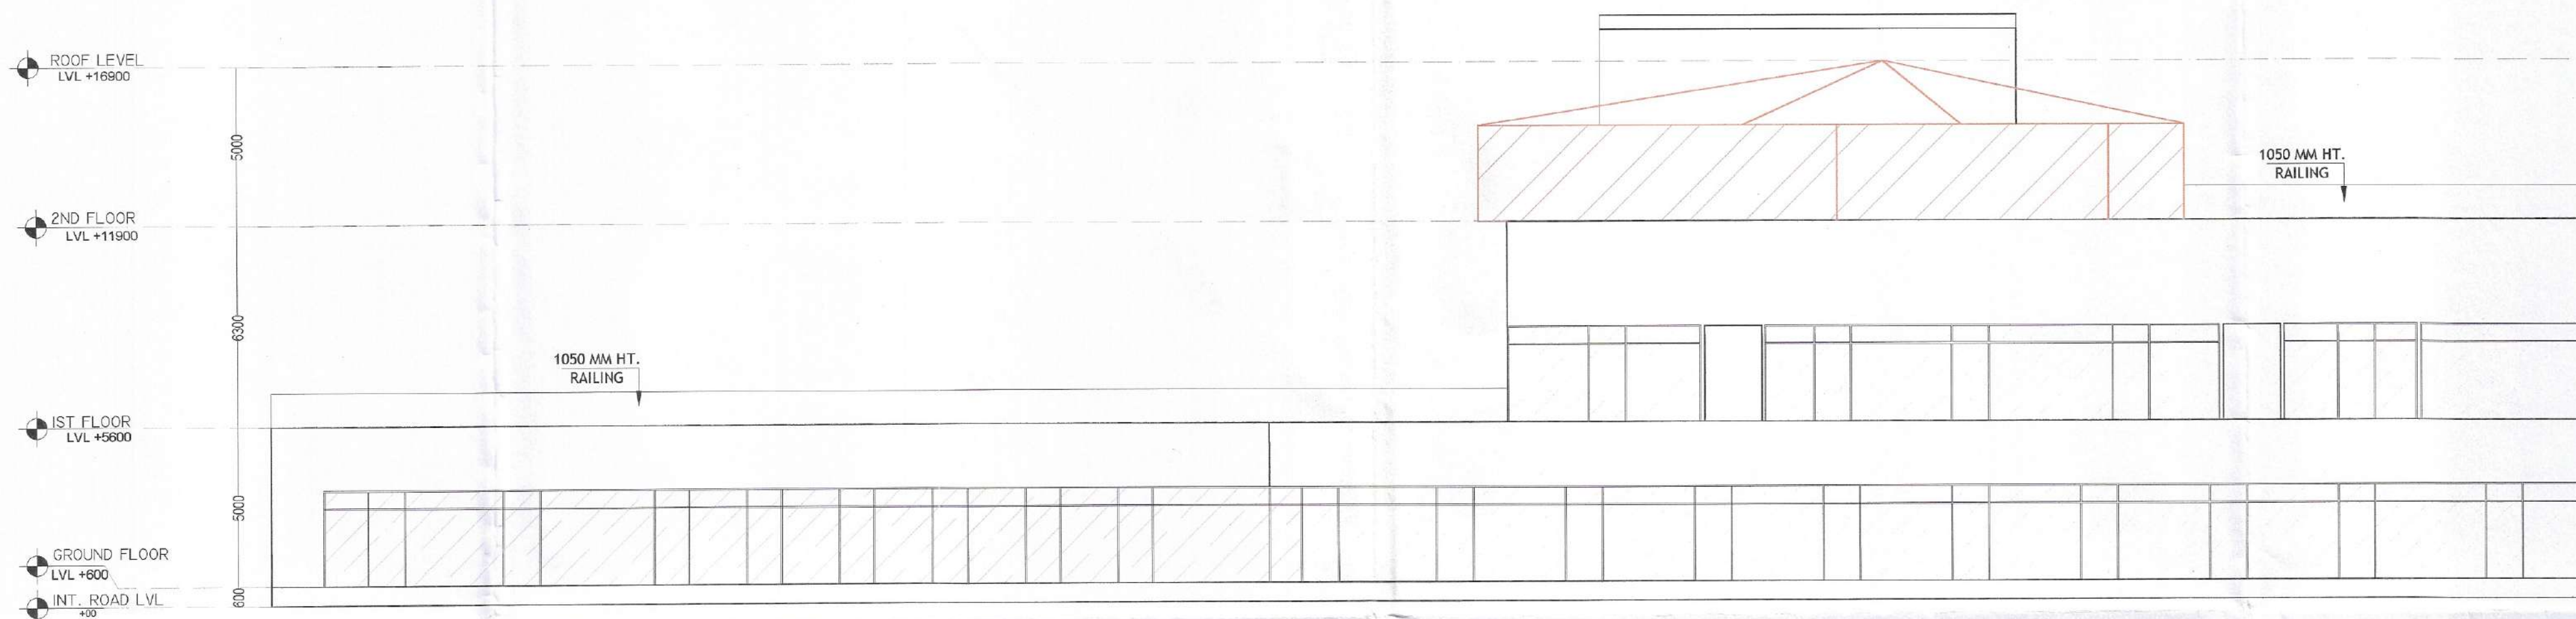 ROOF LEVEL
LVL +16900
5000
1050 MM HT.
RAILING
2ND FLOOR
LVL +11900
6300
1050 MM HT.
RAILING
IST FLOOR
LVL +5600
5000
GROUND FLOOR
LVL +600
600
INT. ROAD LVL
+00